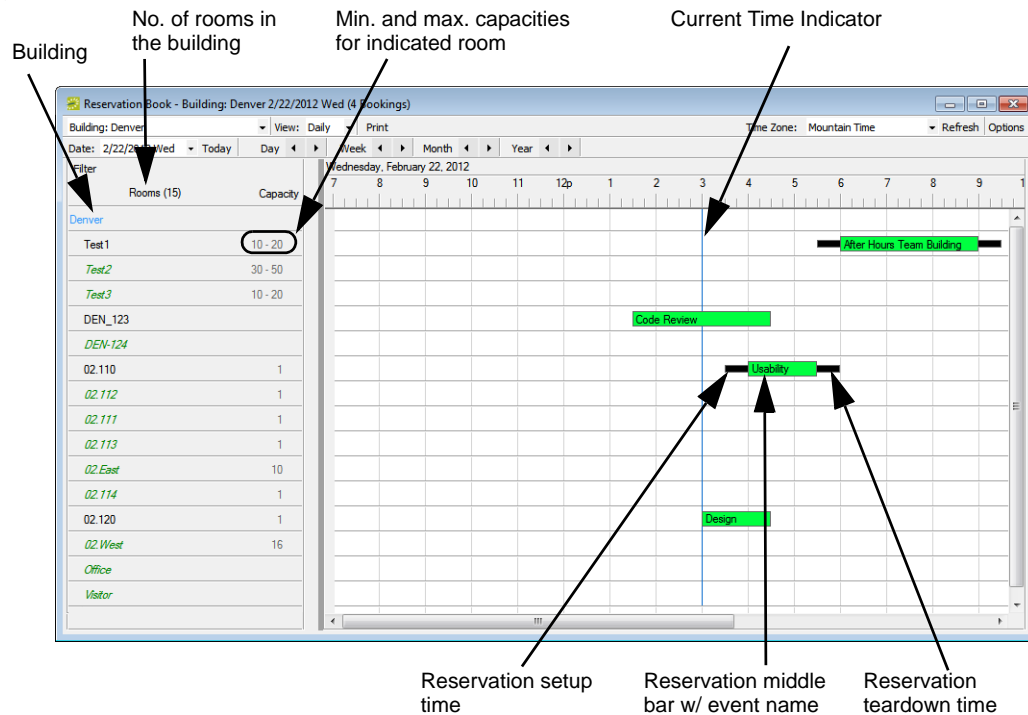 No. of rooms in
the building
Min. and max. capacities
for indicated room
Current Time Indicator
Building
Reservation Book - Building: Denver 2/22/2012 Wed (4 Bookings)
Building: Denver View: Daily Print Time Zone: Mountain Time Refresh Options
Date: 2/22/2012 Wed Today Day Week Month Year
Filter Wednesday, February 22, 2012
Rooms (15) Capacity 7 8 9 10 11 12p 1 2 3 4 5 6 7 8 9 1
Denver
Test1 10 - 20 After Hours Team Building
Test2 30 - 50
Test3 10 - 20
DEN_123 Code Review
DEN-124
02.110 1 Usability
02.112 1
02.111 1
02.113 1
02.East 10
02.114 1
02.120 1 Design
02.West 16
Office
Visitor
Reservation setup
time
Reservation middle
bar w/ event name
Reservation
teardown time